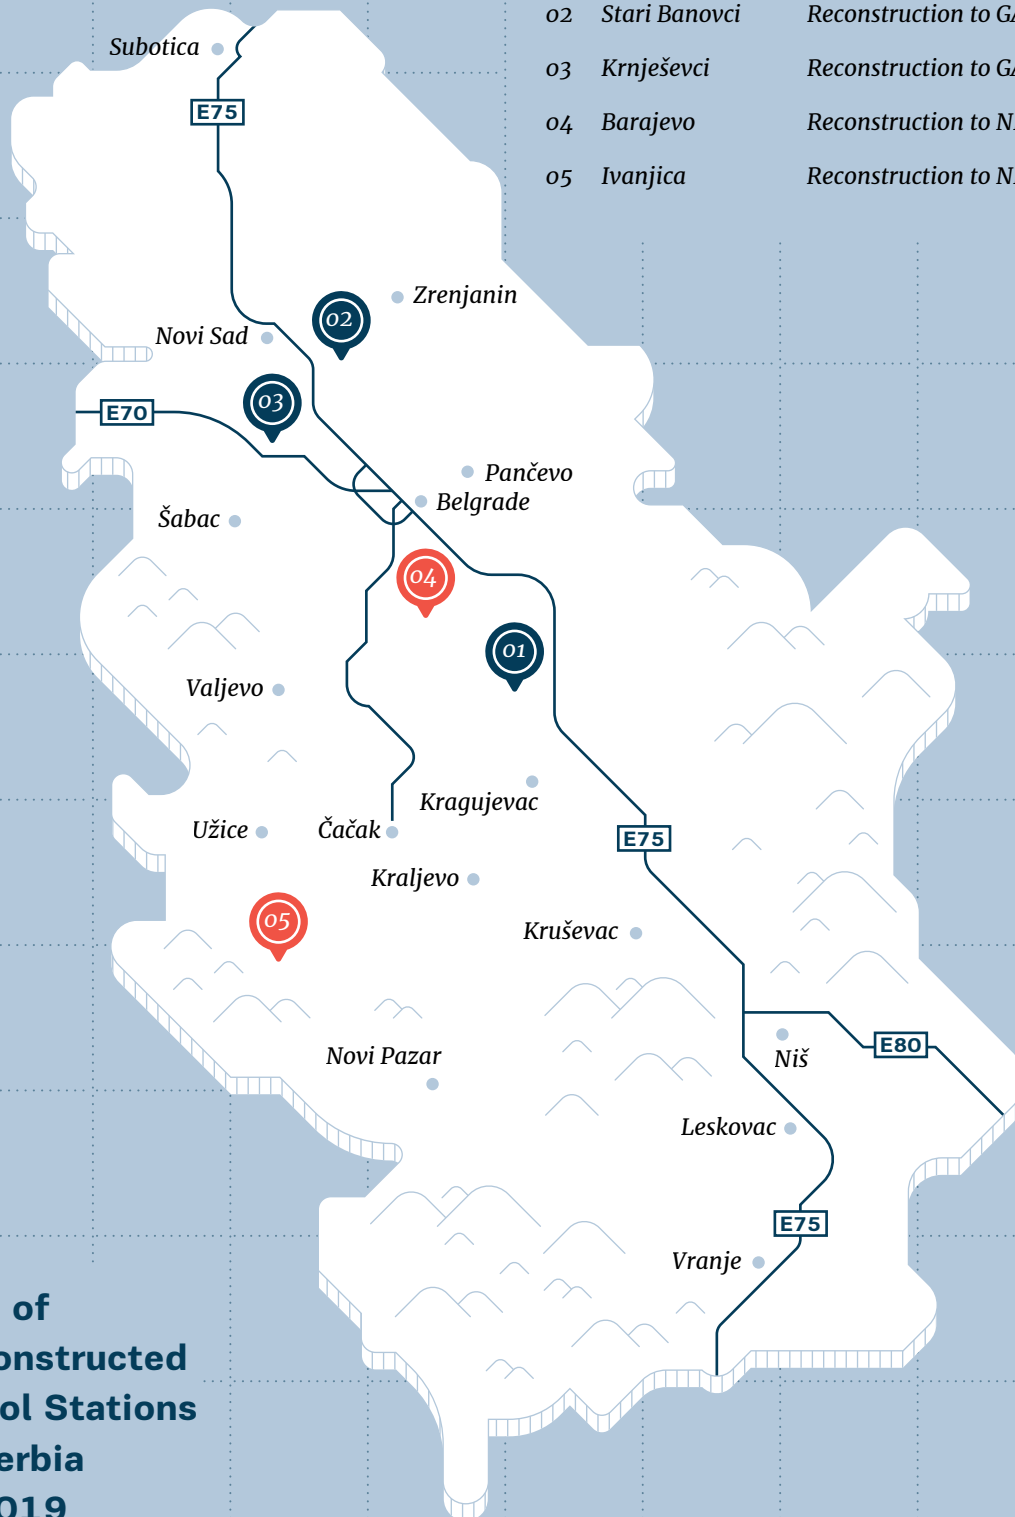 02 Stari Banovci Reconstruction to GA
03 Krnješevci Reconstruction to GA
04 Barajevo Reconstruction to N
05 Ivanjica Reconstruction to N
Subotica
E75
Zrenjanin
02
Novi Sad
03
E70
Pančevo
Belgrade
Šabac
04
01
Valjevo
Kragujevac
Užice
Čačak
E75
Kraljevo
05
Kruševac
Novi Pazar
Niš
E80
Leskovac
E75
Vranje
of
onstructed
ol Stations
erbia
019